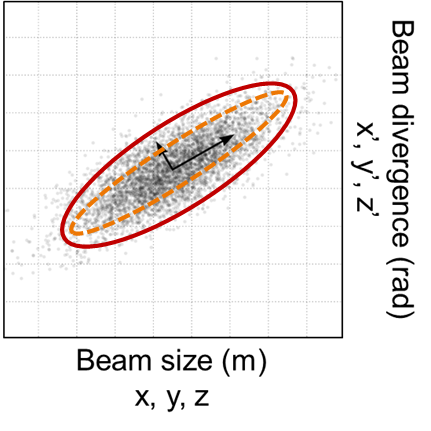 Beam divergence (rad)
x', y', z'
Beam size (m)
x, y, z